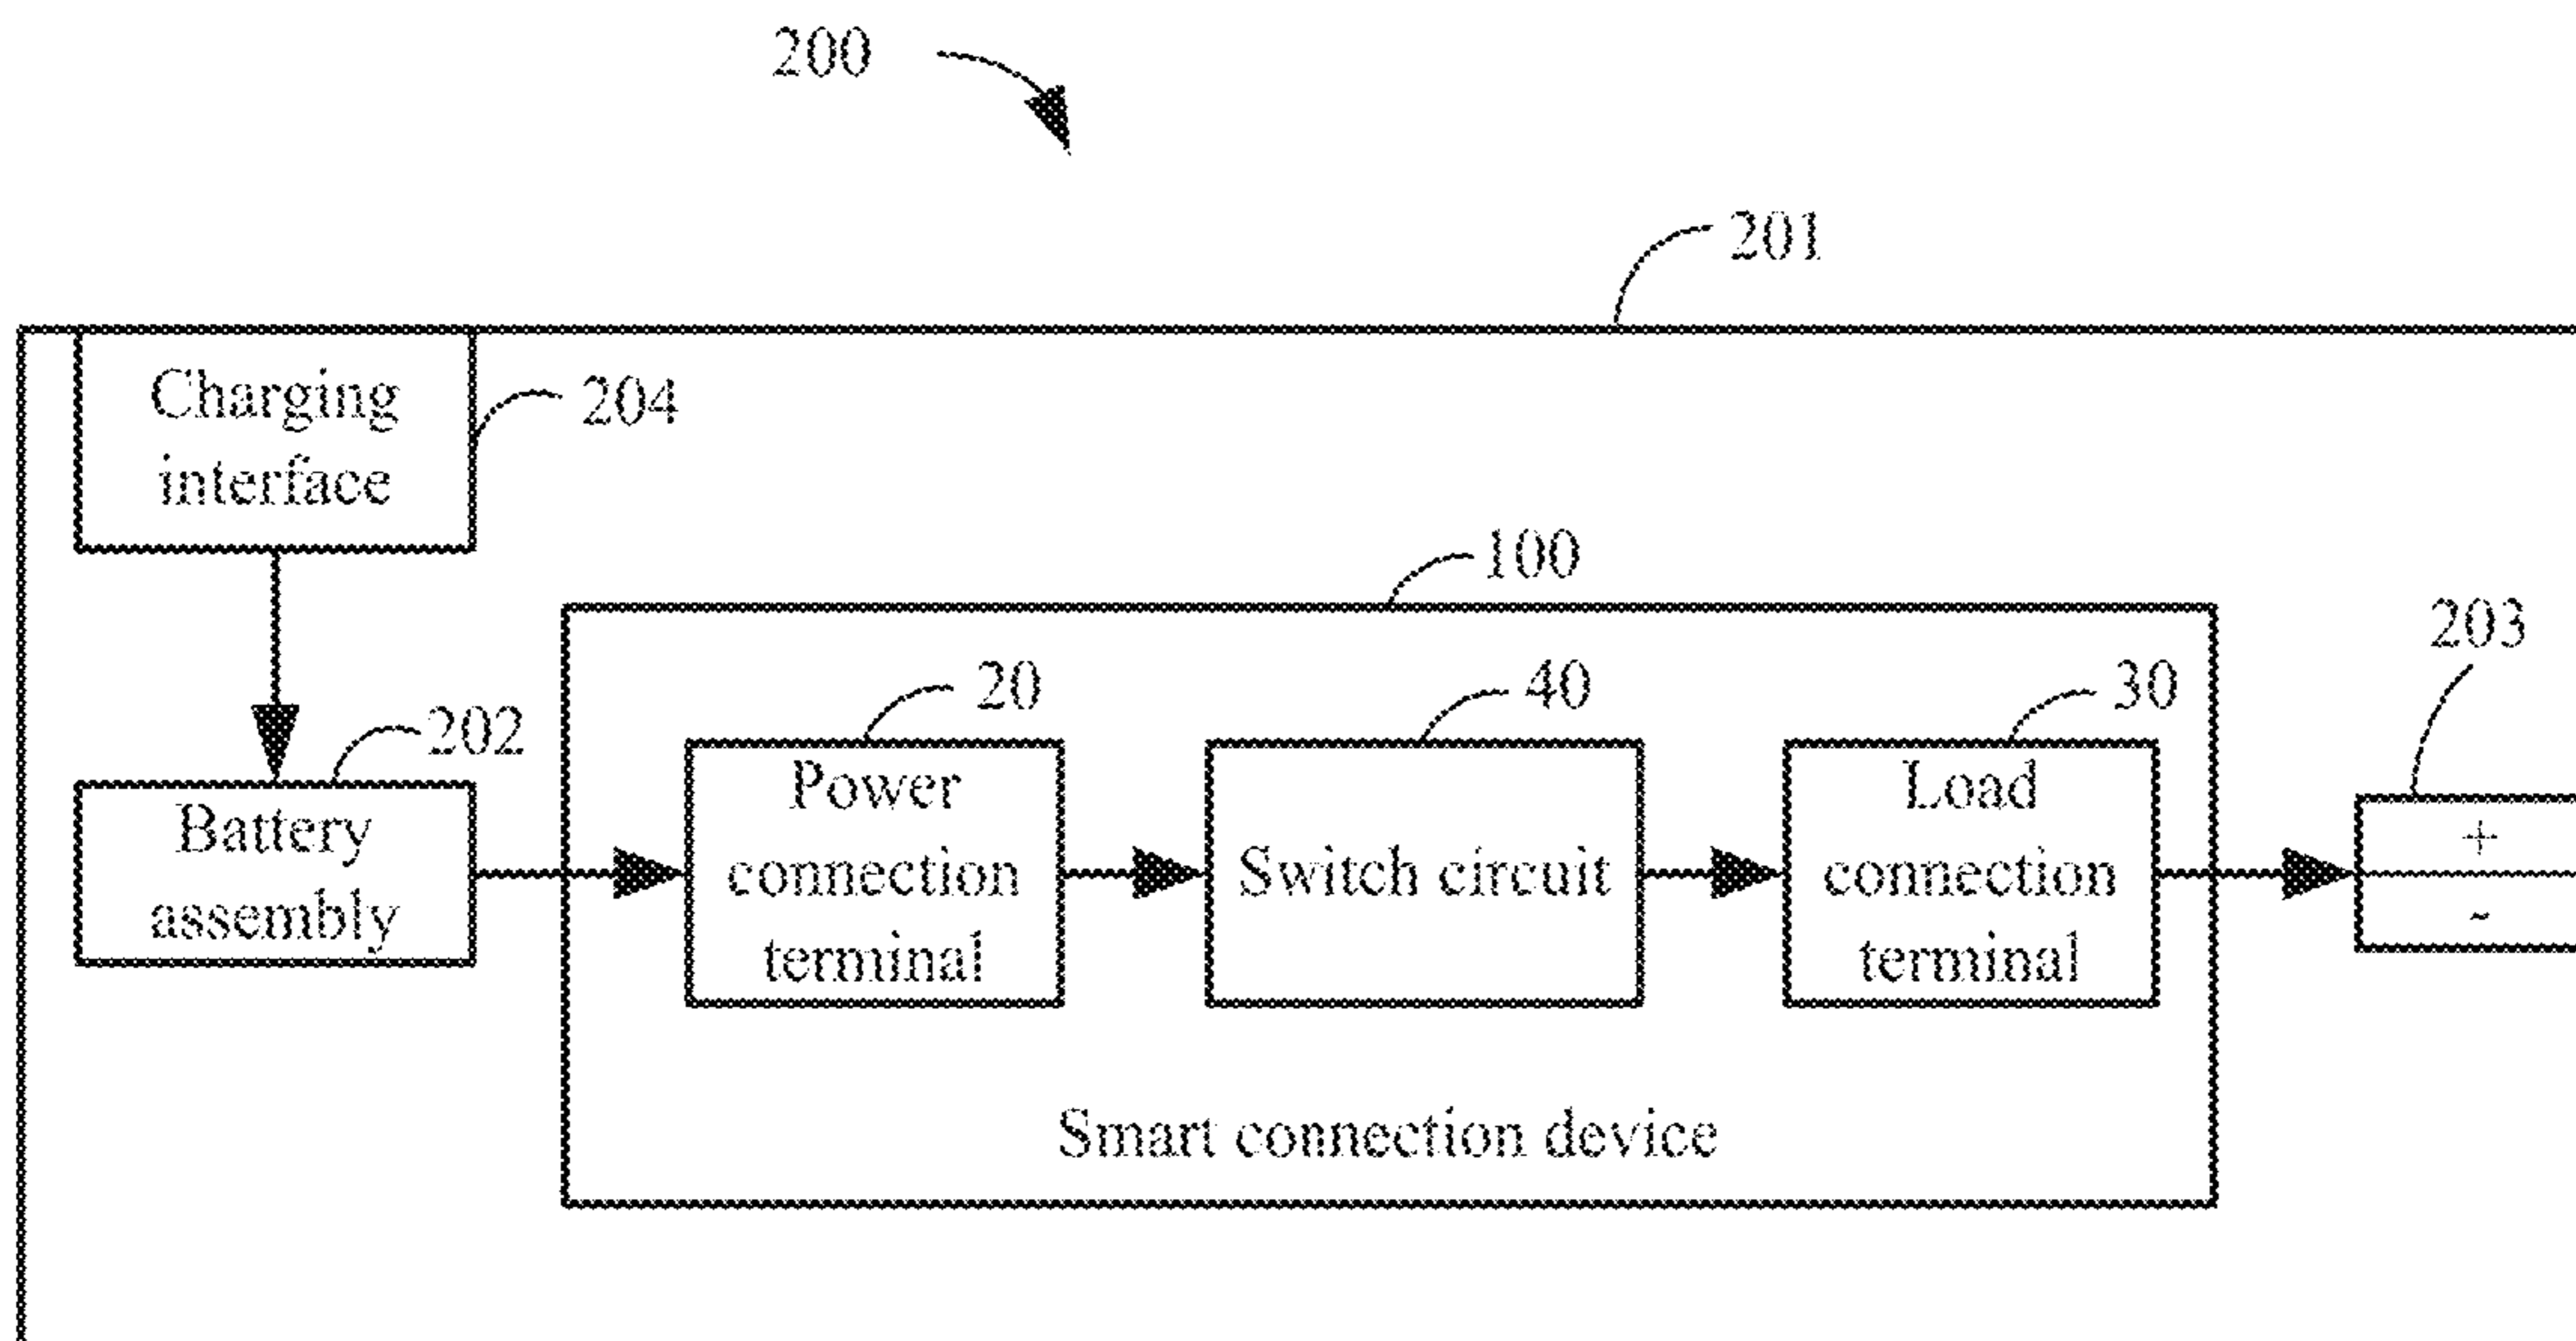 200
201
Charging
interface
204
100
203
202
20
40
30
Battery
assembly
Power
connection
terminal
Switch circuit
Load
connection
terminal
+
-
Smart connection device